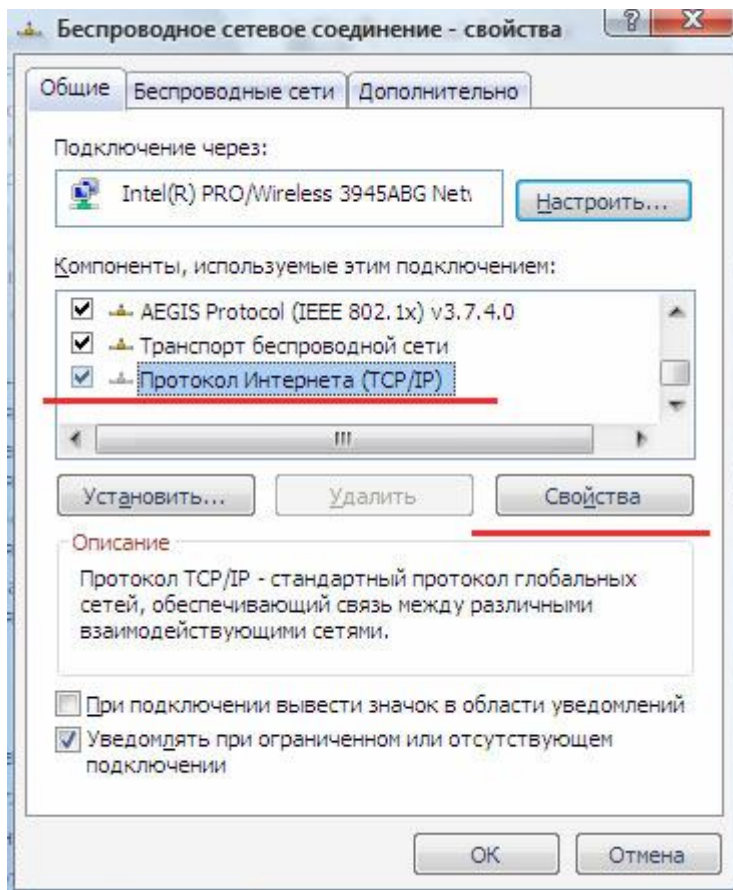 Беспроводное сетевое соединение - свойства
Общие
Беспроводные сети
Дополнительно
Подключение через:
Intel(R) PRO/Wireless 3945ABG Net
Настроить...
Компоненты, используемые этим подключением:
AEGIS Protocol (IEEE 802.1x) v3.7.4.0
Транспорт беспроводной сети
Протокол Интернета (TCP/IP)
Установить...
Удалить
Свойства
Описание
Протокол TCP/IP - стандартный протокол глобальных
сетей, обеспечивающий связь между различными
взаимодействующими сетями.
При подключении вывести значок в области уведомлений
Уведомлять при ограниченном или отсутствующем
подключении
ОК
Отмена